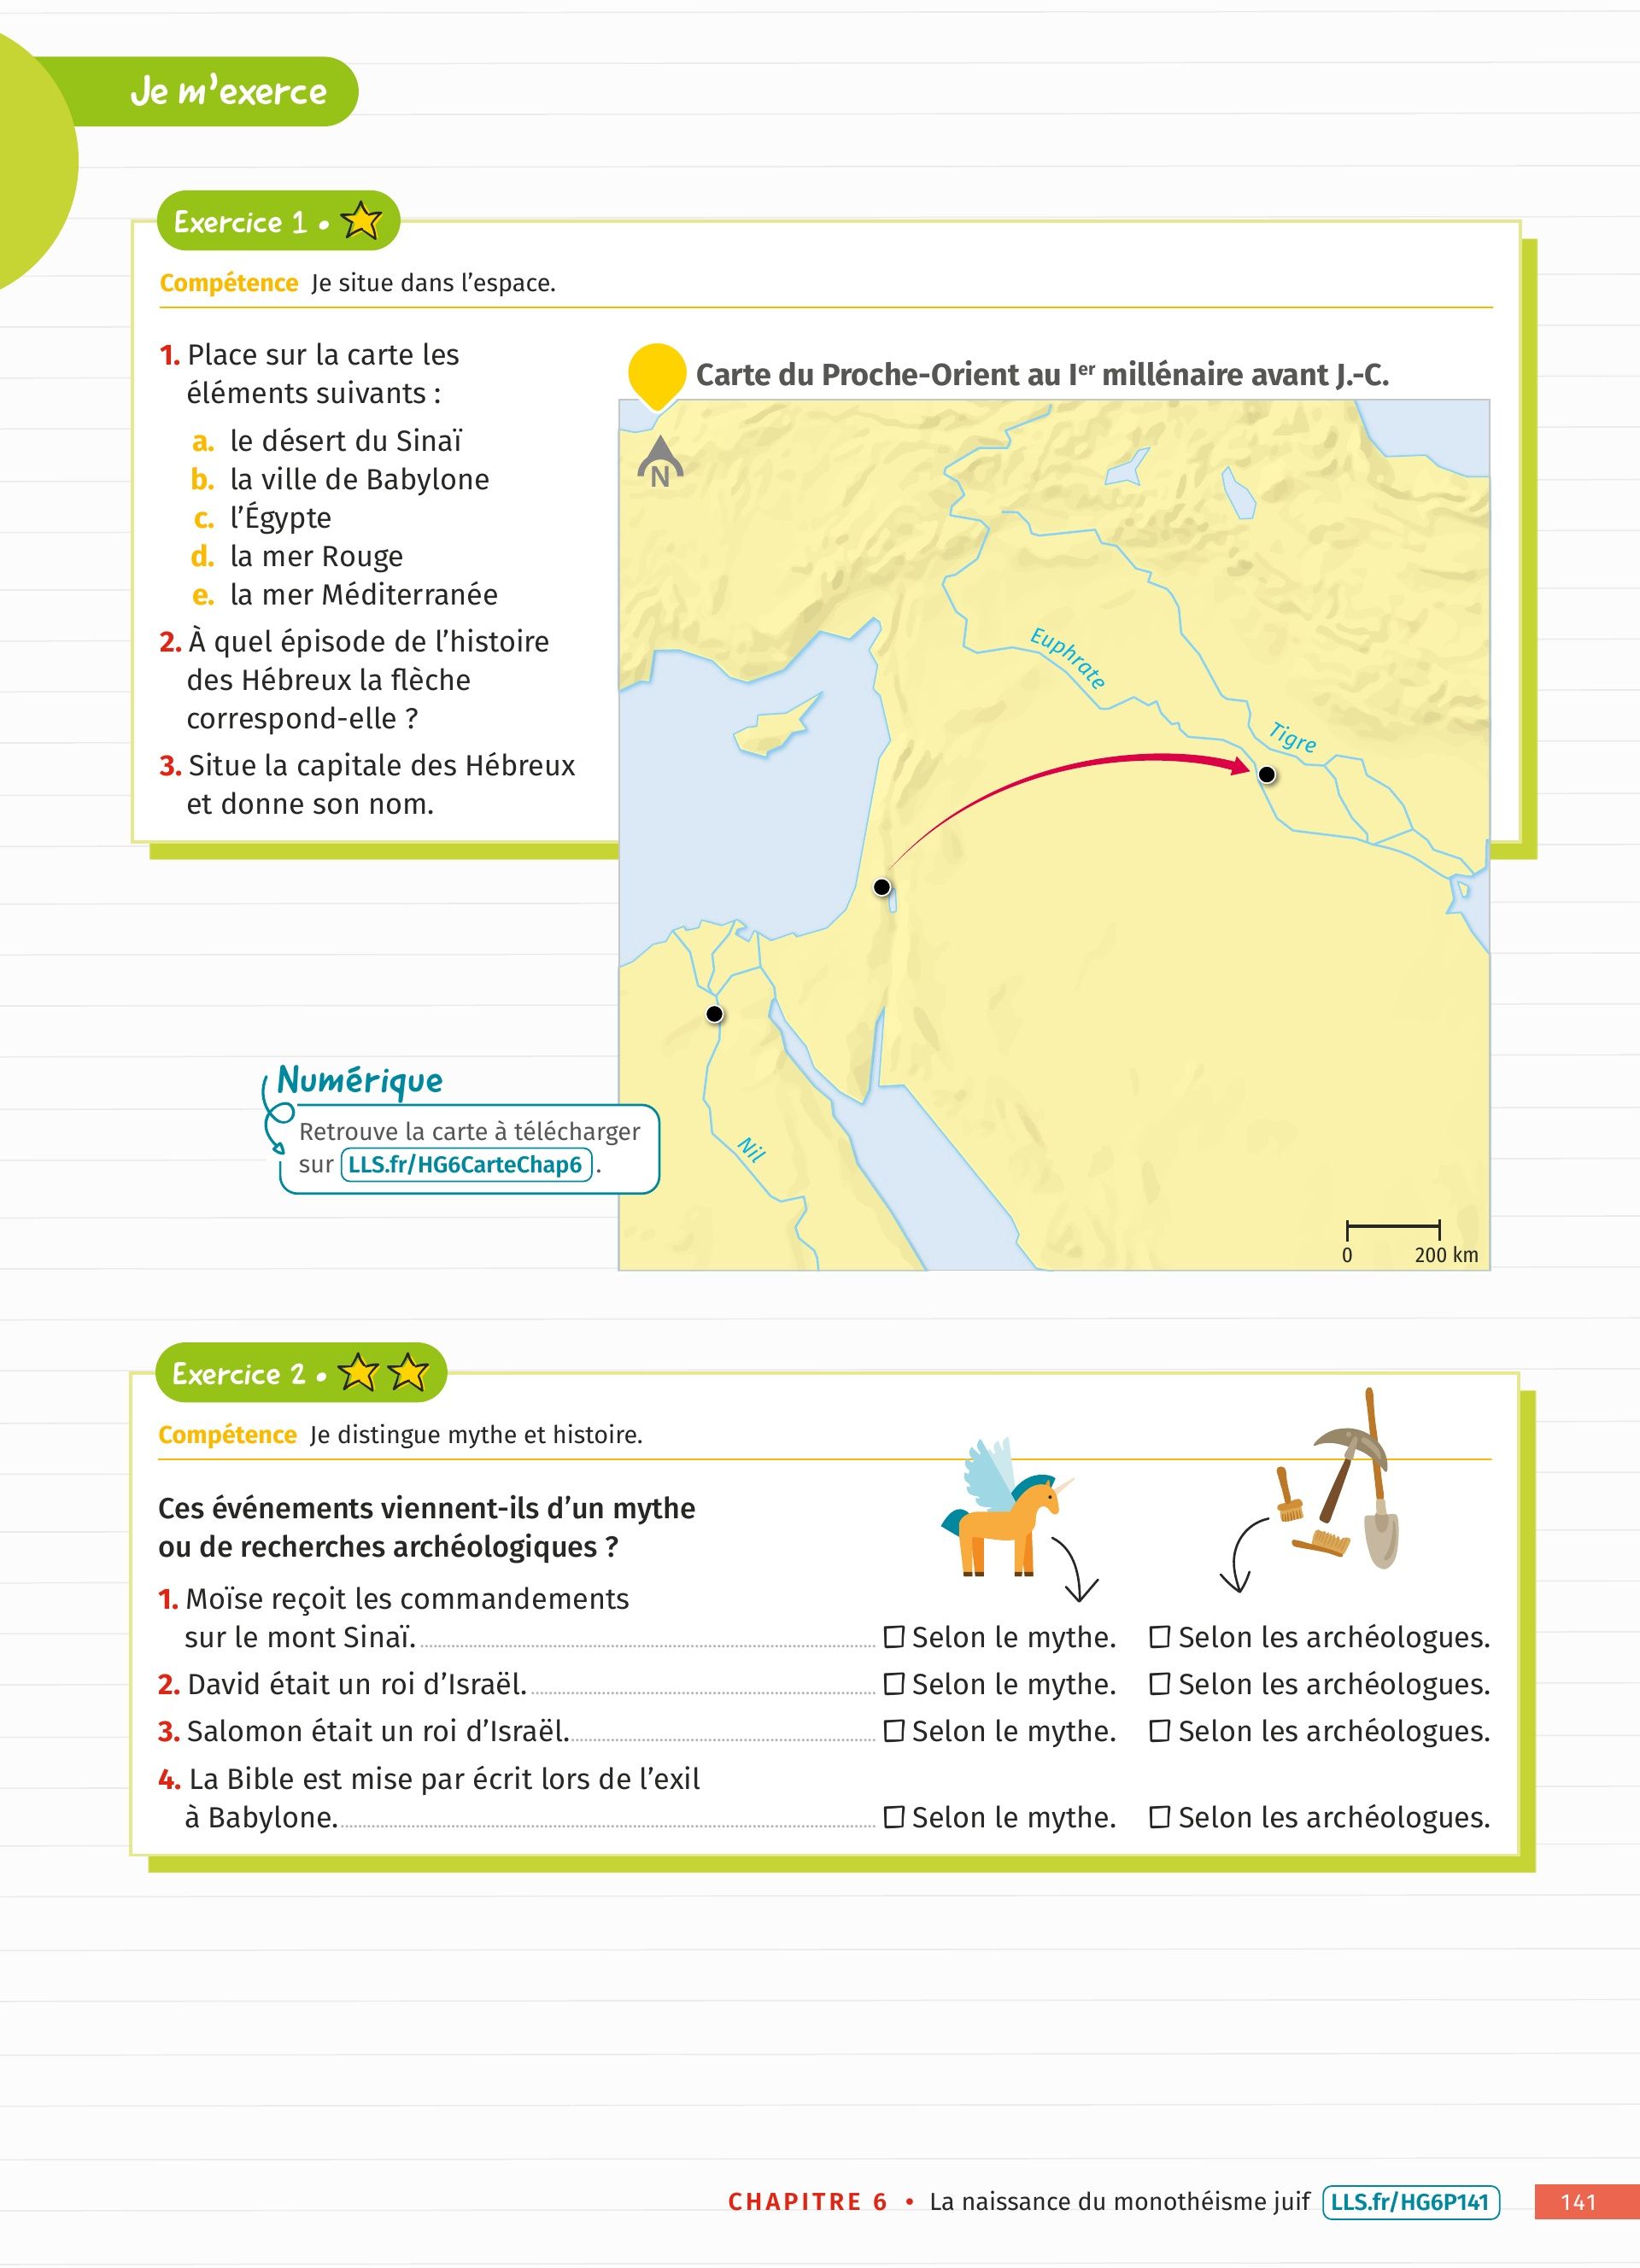 Je m'exerce
Exercice 1 •
Compétence Je situe dans l'espace.
1. Place sur la carte les
éléments suivants :
a. le désert du Sinaï
b. la ville de Babylone
c. l'Égypte
d. la mer Rouge
e. la mer Méditerranée
2. À quel épisode de l'histoire
des Hébreux la flèche
correspond-elle ?
3. Situe la capitale des Hébreux
et donne son nom.
Carte du Proche-Orient au Ier millénaire avant J.-C.
N
Euphrate
Tigre
Nil
0 200 km
Numérique
Retrouve la carte à télécharger
sur LLS.fr/HG6CarteChap6 .
Exercice 2 •
Compétence Je distingue mythe et histoire.
Ces événements viennent-ils d'un mythe
ou de recherches archéologiques ?
1. Moïse reçoit les commandements
sur le mont Sinaï. Selon le mythe. Selon les archéologues.
2. David était un roi d'Israël. Selon le mythe. Selon les archéologues.
3. Salomon était un roi d'Israël. Selon le mythe. Selon les archéologues.
4. La Bible est mise par écrit lors de l'exil
à Babylone. Selon le mythe. Selon les archéologues.
CHAPITRE 6 • La naissance du monothéisme juif LLS.fr/HG6P141 141